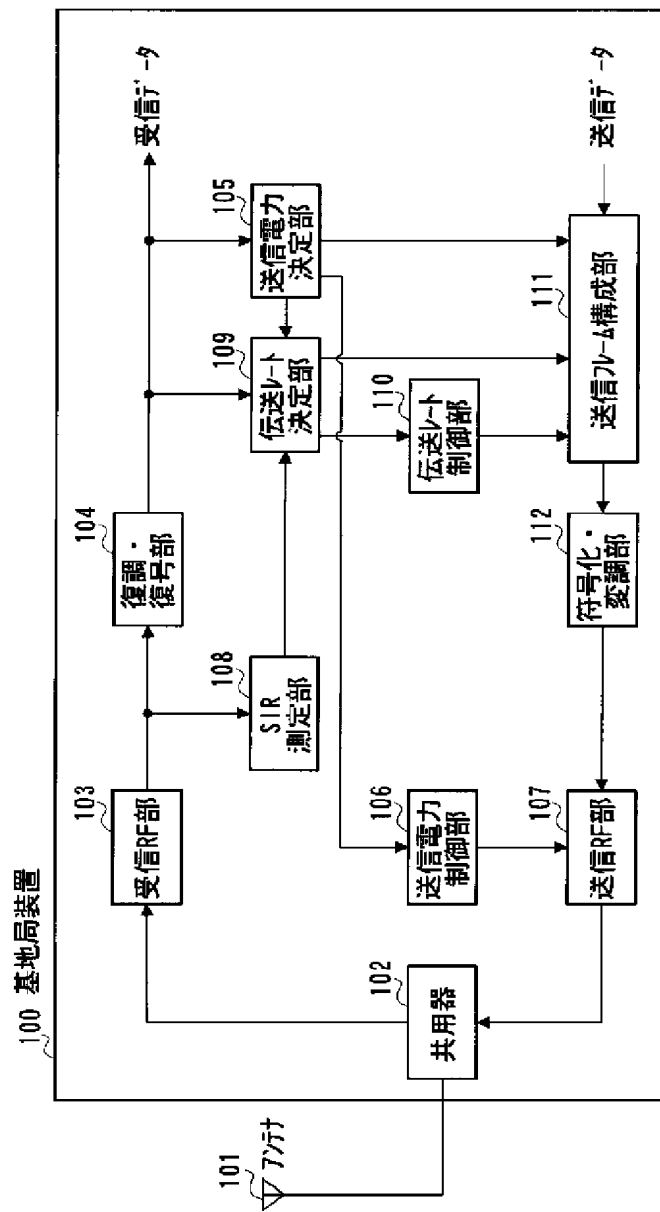 100 基地局装置
101
アンテナ
102
共用器
103
受信RF部
104
復調・
復号部
受信データ
108
SIR
測定部
109
伝送レート
決定部
105
送信電力
決定部
106
送信電力
制御部
110
伝送レート
制御部
107
送信RF部
112
符号化・
変調部
111
送信フレーム構成部
送信データ